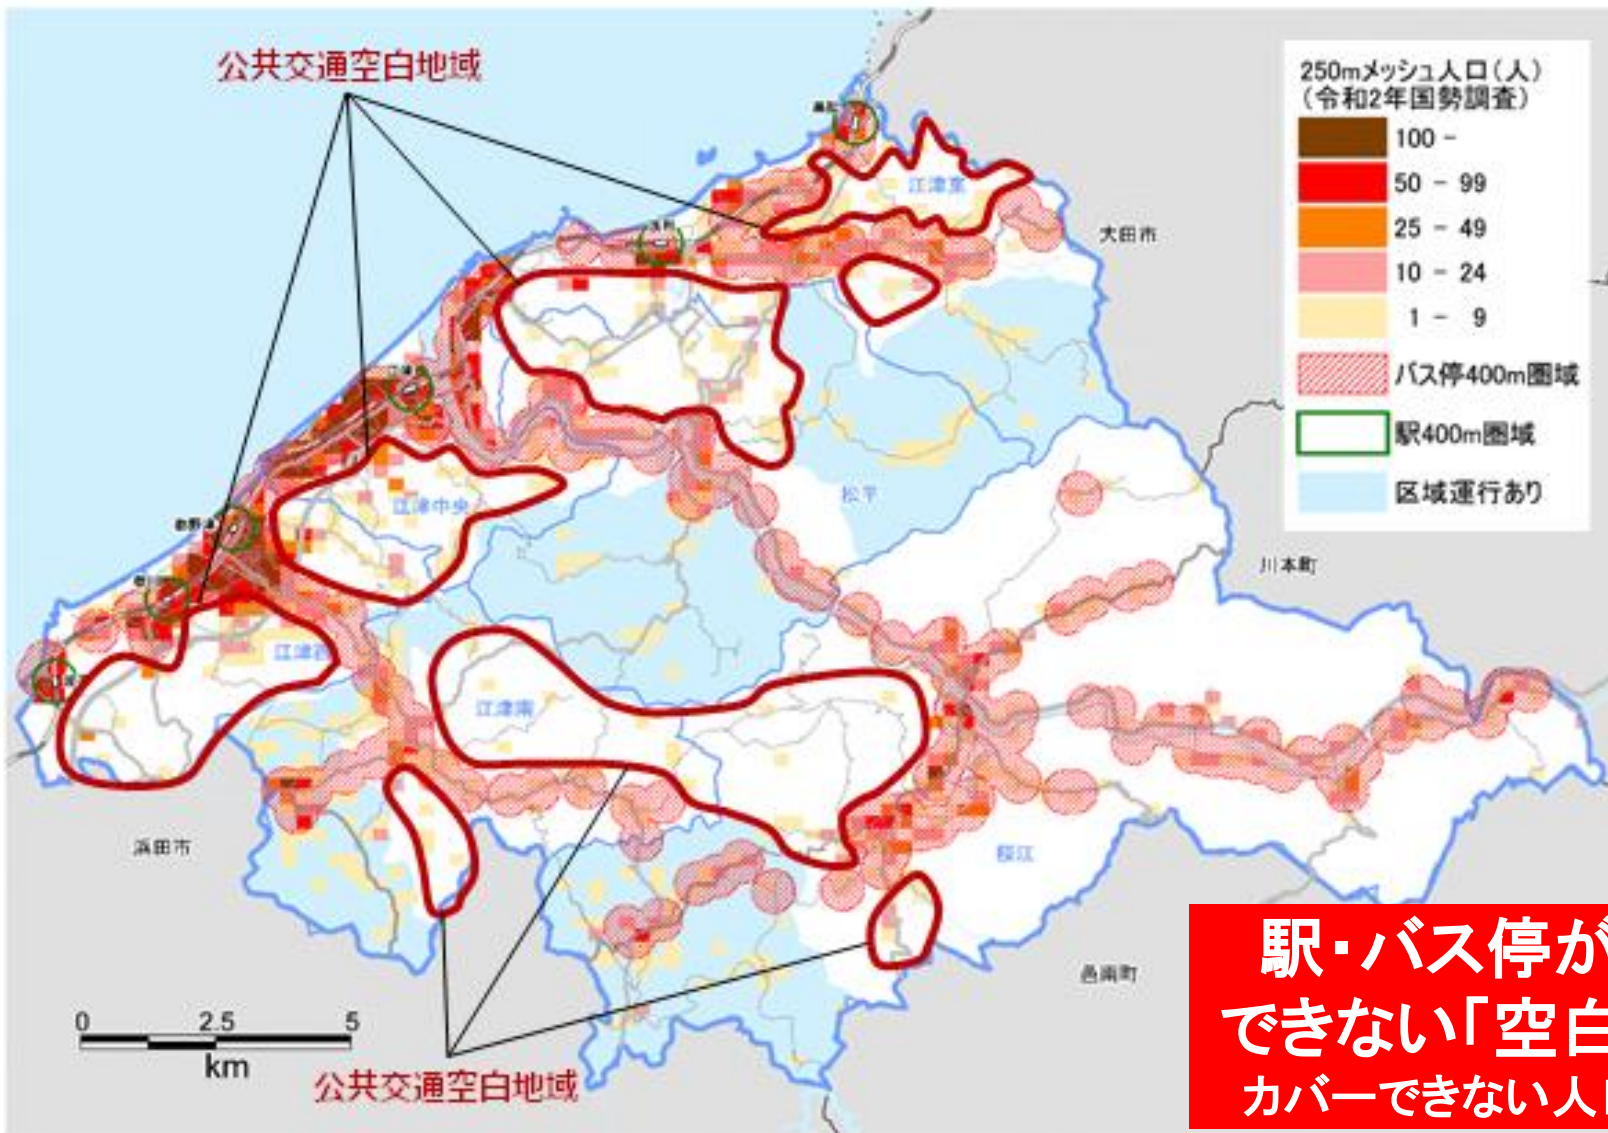 公共交通空白地域
250mメッシュ人口(人)
(令和2年国勢調査)
100 -
50 - 99
25 - 49
10 - 24
1 - 9
バス停400m圏域
駅400m圏域
区域運行あり
江津東
大田市
江津中央
松平
川本町
江津西
江津南
浜田市
桜江
邑南町
0 2.5 5
km
公共交通空白地域
駅・バス停が
できない「空白
カバーできない人口